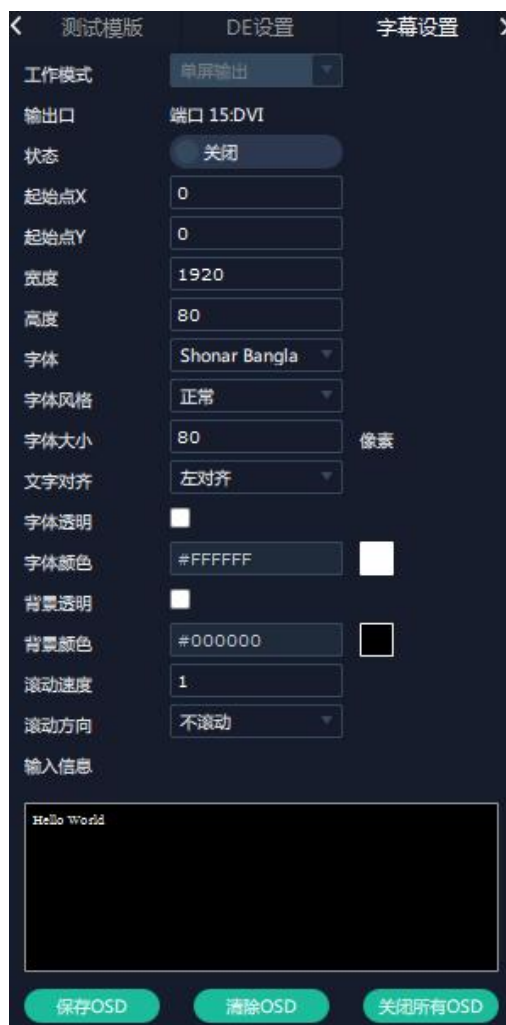 测试模版 DE设置 字幕设置
工作模式 单屏输出
输出口 端口 15:DVI
状态 关闭
起始点X 0
起始点Y 0
宽度 1920
高度 80
字体 Shonar Bangla
字体风格 正常
字体大小 80 像素
文字对齐 左对齐
字体透明
字体颜色 #FFFFFF
背景透明
背景颜色 #000000
滚动速度 1
滚动方向 不滚动
输入信息
Hello World
保存OSD 清除OSD 关闭所有OSD